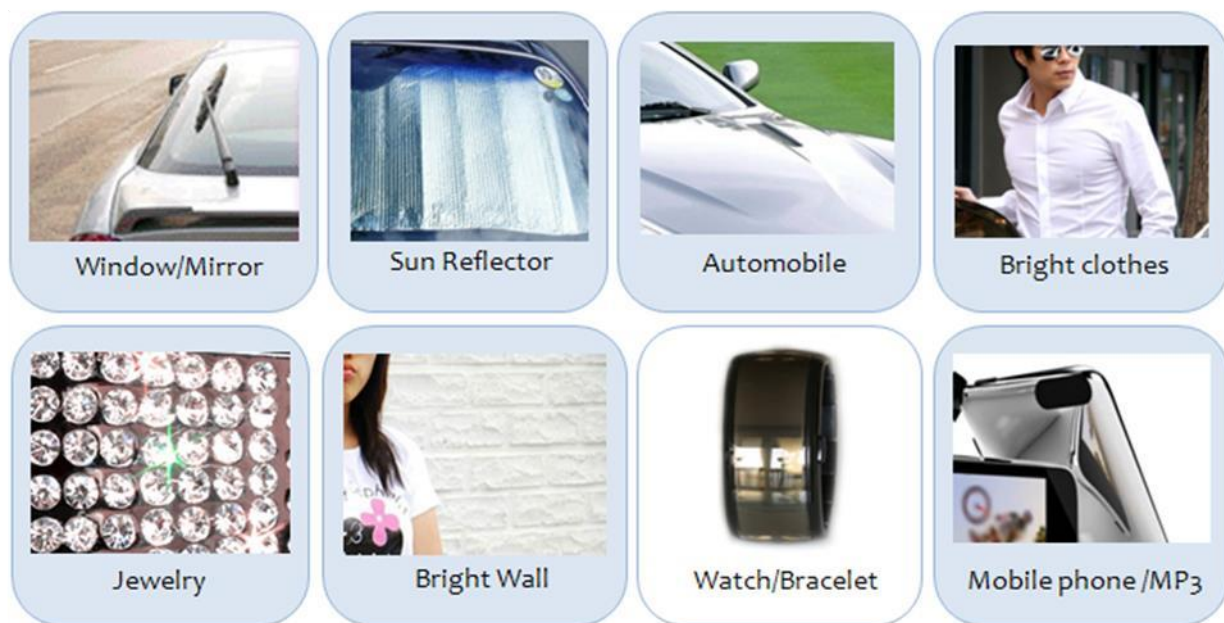 Window/Mirror
Sun Reflector
Automobile
Bright clothes
Jewelry
Bright Wall
Watch/Bracelet
Mobile phone /MP3